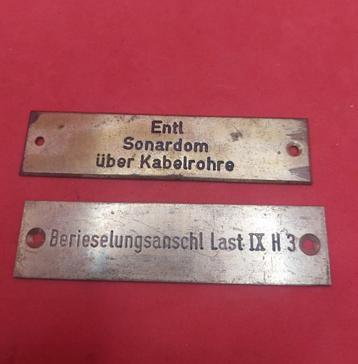 Entl
Sonardom
über Kabelrohre
Berieselungsanschl Last IX H 3